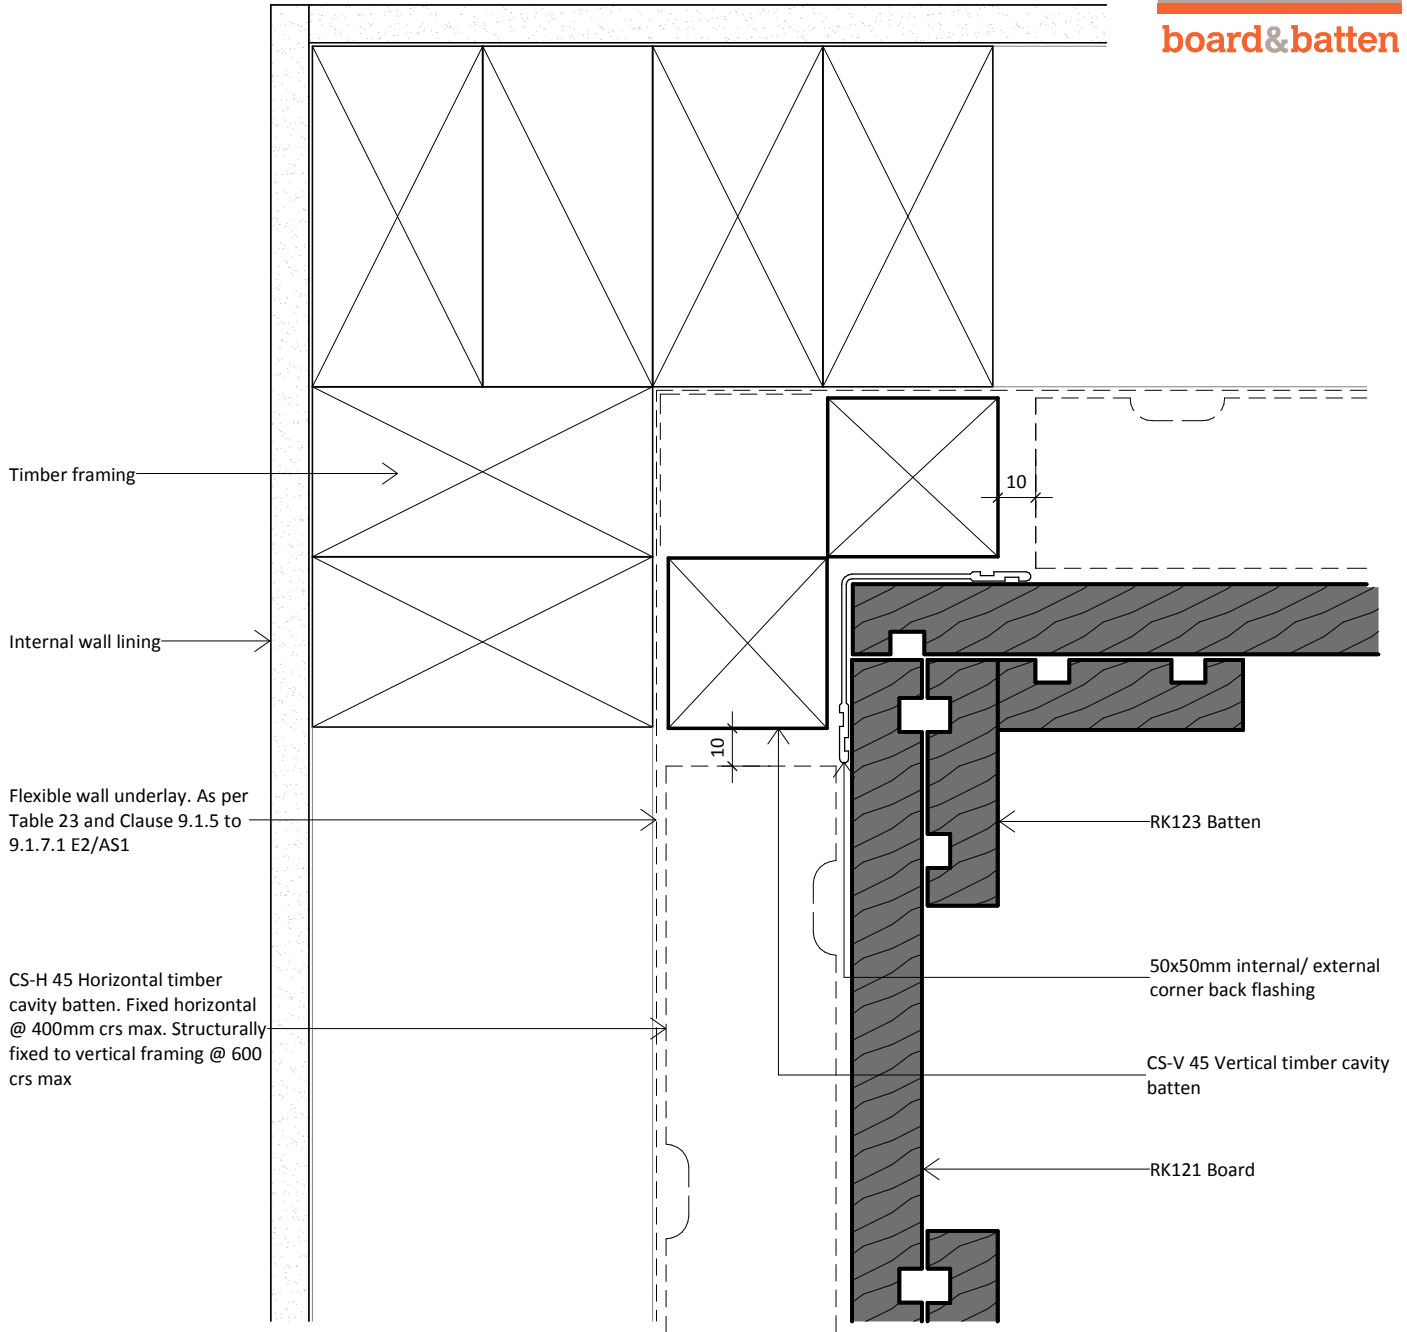 board&batten
10
Timber framing
Internal wall lining
10
Flexible wall underlay. As per
Table 23 and Clause 9.1.5 to
9.1.7.1 E2/AS1
RK123 Batten
CS-H 45 Horizontal timber
cavity batten. Fixed horizontal
@ 400mm crs max. Structurally
fixed to vertical framing @ 600
crs max
50x50mm internal/ external
corner back flashing
CS-V 45 Vertical timber cavity
batten
RK121 Board